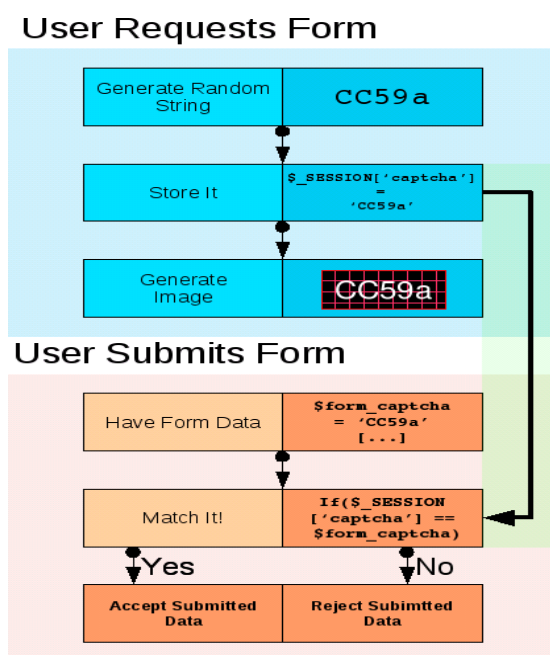 User Requests Form
Generate Random
String
CC59a
Store It
$_SESSION[‘captcha’]
=
‘CC59a’
Generate
Image
CC59a
User Submits Form
Have Form Data
$form_captcha
= ‘CC59a’
[...]
Match It!
If($_SESSION
[‘captcha’] ==
$form_captcha)
Yes
No
Accept Submitted
Data
Reject Subimtted
Data